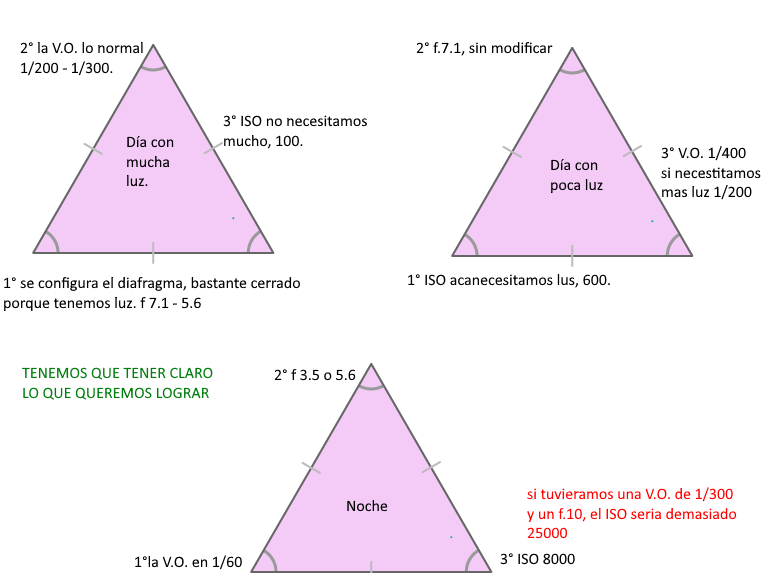 2° la V.O. lo normal
1/200 - 1/300.
3° ISO no necesitamos
mucho, 100.
Día con
mucha
luz.
1° se configura el diafragma, bastante cerrado
porque tenemos luz. f 7.1 - 5.6
2° f.7.1, sin modificar
Día con
poca luz
3° V.O. 1/400
si necestitamos
mas luz 1/200
1° ISO acanecesitamos lus, 600.
TENEMOS QUE TENER CLARO
LO QUE QUEREMOS LOGRAR
2° f 3.5 o 5.6
Noche
si tuvieramos una V.O. de 1/300
y un f.10, el ISO seria demasiado
25000
1°la V.O. en 1/60
3° ISO 8000